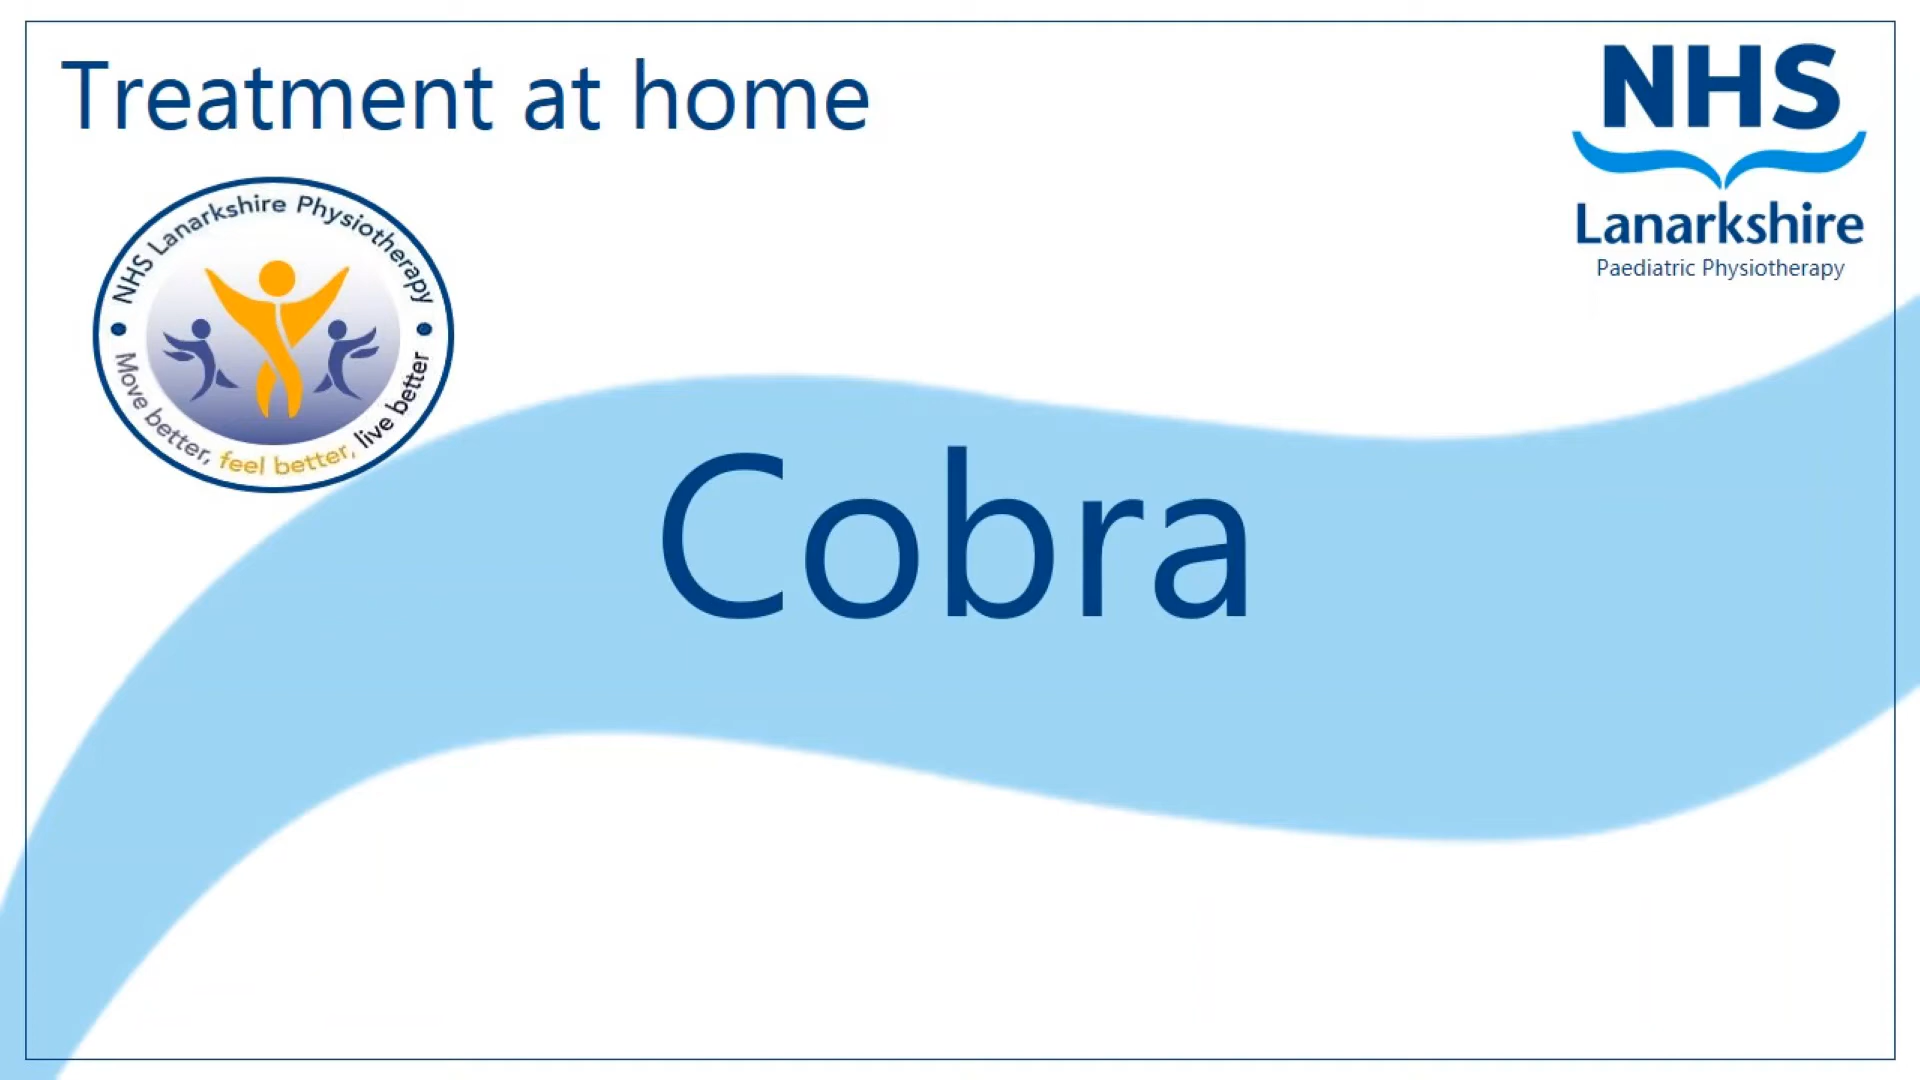 Treatment at home
NHS
Lanarkshire
Paediatric Physiotherapy
NHS Lanarkshire Physiotherapy
Move better, feel better, live better
Cobra